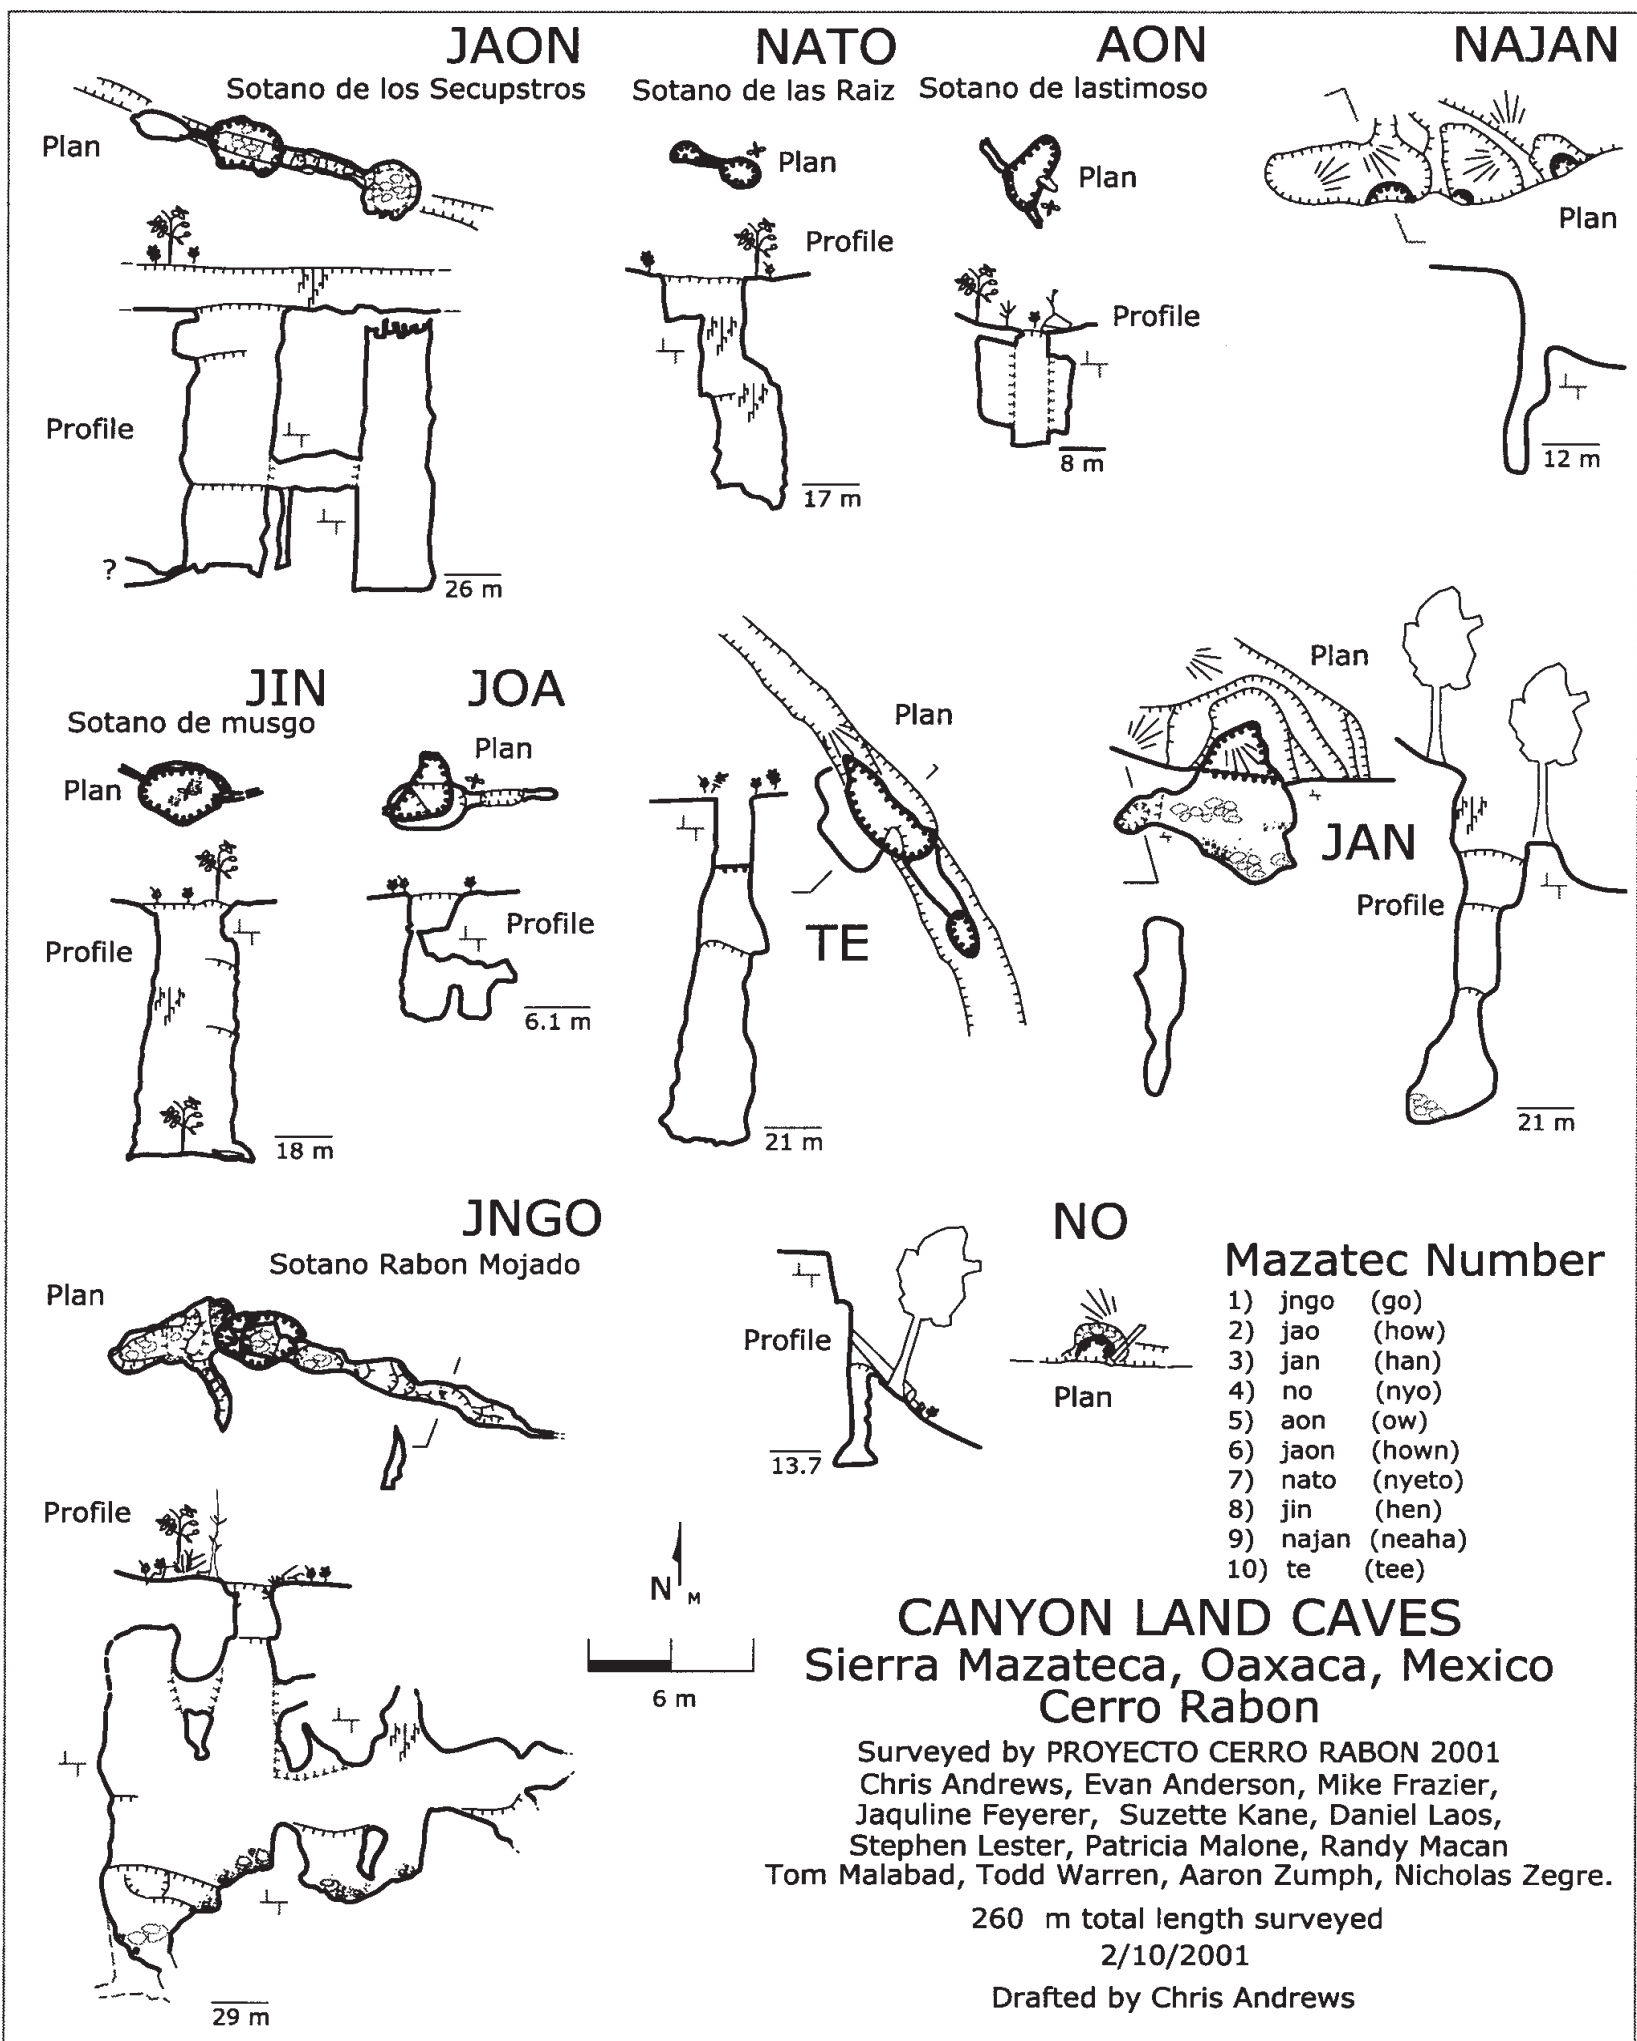 JAON
Sotano de los Secupstros
Plan
Profile
?
26 m
NATO
Sotano de las Raiz
Plan
Profile
17 m
AON
Sotano de lastimoso
Plan
Profile
8 m
NAJAN
Plan
12 m
JIN
Sotano de musgo
Plan
Profile
18 m
JOA
Plan
Profile
6.1 m
Plan
TE
21 m
Plan
JAN
Profile
21 m
JNGO
Sotano Rabon Mojado
Plan
Profile
29 m
NO
Profile
Plan
13.7
N M
6 m
Mazatec Number
1) jngo (go)
2) jao (how)
3) jan (han)
4) no (nyo)
5) aon (ow)
6) jaon (hown)
7) nato (nyeto)
8) jin (hen)
9) najan (neaha)
10) te (tee)
CANYON LAND CAVES
Sierra Mazateca, Oaxaca, Mexico
Cerro Rabon
Surveyed by PROYECTO CERRO RABON 2001
Chris Andrews, Evan Anderson, Mike Frazier,
Jaquline Feyerer, Suzette Kane, Daniel Laos,
Stephen Lester, Patricia Malone, Randy Macan
Tom Malabad, Todd Warren, Aaron Zumph, Nicholas Zegre.
260 m total length surveyed
2/10/2001
Drafted by Chris Andrews